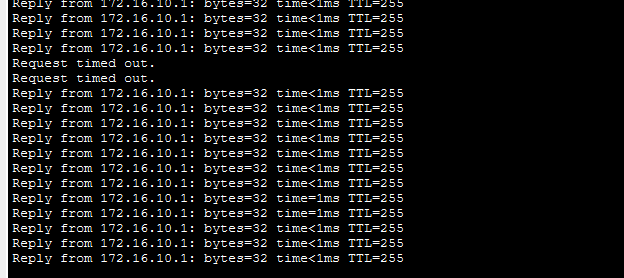 Reply from 172.16.10.1: bytes=32 time<1ms TTL=255
Reply from 172.16.10.1: bytes=32 time<1ms TTL=255
Reply from 172.16.10.1: bytes=32 time<1ms TTL=255
Reply from 172.16.10.1: bytes=32 time<1ms TTL=255
Request timed out.
Request timed out.
Reply from 172.16.10.1: bytes=32 time<1ms TTL=255
Reply from 172.16.10.1: bytes=32 time<1ms TTL=255
Reply from 172.16.10.1: bytes=32 time<1ms TTL=255
Reply from 172.16.10.1: bytes=32 time<1ms TTL=255
Reply from 172.16.10.1: bytes=32 time<1ms TTL=255
Reply from 172.16.10.1: bytes=32 time<1ms TTL=255
Reply from 172.16.10.1: bytes=32 time<1ms TTL=255
Reply from 172.16.10.1: bytes=32 time=1ms TTL=255
Reply from 172.16.10.1: bytes=32 time<1ms TTL=255
Reply from 172.16.10.1: bytes=32 time<1ms TTL=255
Reply from 172.16.10.1: bytes=32 time<1ms TTL=255
Reply from 172.16.10.1: bytes=32 time<1ms TTL=255